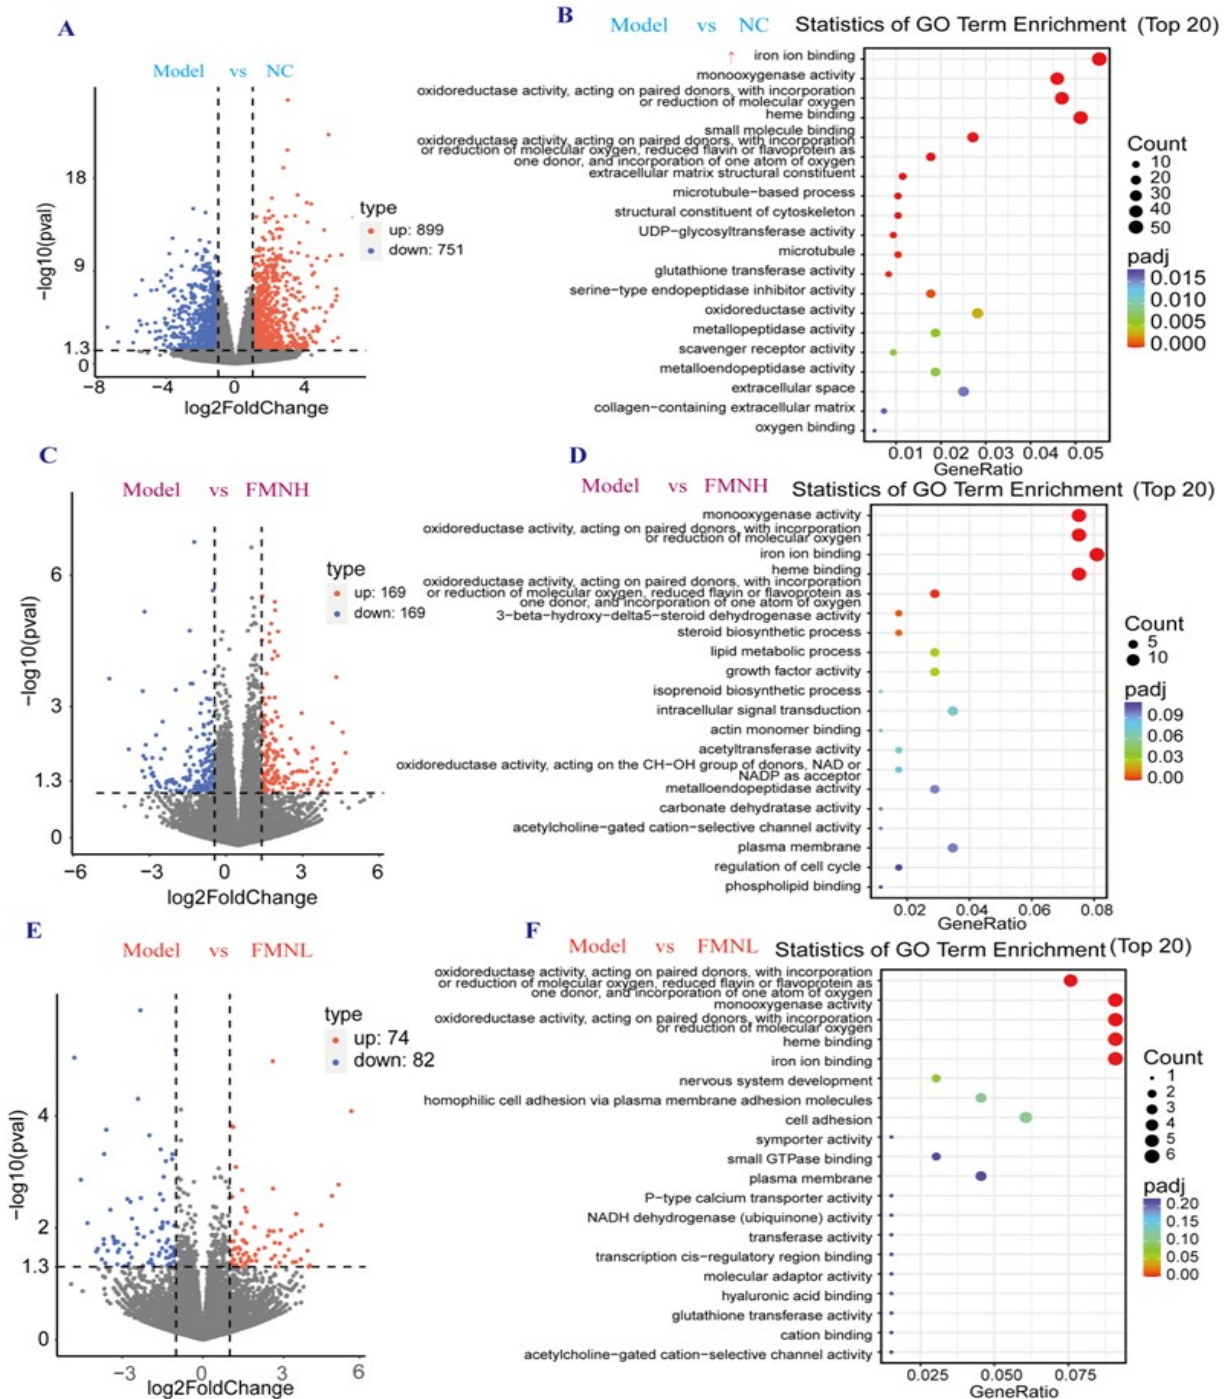 A
Model vs NC
18
9
1.3
0
−8 −4 0 4
−log10(pval)
log2FoldChange
type
up: 899
down: 751
B
Model vs NC Statistics of GO Term Enrichment (Top 20)
↑ iron ion binding
monooxygenase activity
oxidoreductase activity, acting on paired donors, with incorporation
or reduction of molecular oxygen
heme binding
small molecule binding
oxidoreductase activity, acting on paired donors, with incorporation
or reduction of molecular oxygen, reduced flavin or flavoprotein as
one donor, and incorporation of one atom of oxygen
extracellular matrix structural constituent
microtubule−based process
structural constituent of cytoskeleton
UDP−glycosyltransferase activity
microtubule
glutathione transferase activity
serine−type endopeptidase inhibitor activity
oxidoreductase activity
metallopeptidase activity
scavenger receptor activity
metalloendopeptidase activity
extracellular space
collagen−containing extracellular matrix
oxygen binding
0.01 0.02 0.03 0.04 0.05
GeneRatio
Count
10
20
30
40
50
padj
0.015
0.010
0.005
0.000
C
Model vs FMNH
6
3
1.3
0
−6 −3 0 3 6
−log10(pval)
log2FoldChange
type
up: 169
down: 169
D
Model vs FMNH Statistics of GO Term Enrichment (Top 20)
monooxygenase activity
oxidoreductase activity, acting on paired donors, with incorporation
or reduction of molecular oxygen
iron ion binding
heme binding
oxidoreductase activity, acting on paired donors, with incorporation
or reduction of molecular oxygen, reduced flavin or flavoprotein as
one donor, and incorporation of one atom of oxygen
3−beta−hydroxy−delta5−steroid dehydrogenase activity
steroid biosynthetic process
lipid metabolic process
growth factor activity
isoprenoid biosynthetic process
intracellular signal transduction
actin monomer binding
acetyltransferase activity
oxidoreductase activity, acting on the CH−OH group of donors, NAD or
NADP as acceptor
metalloendopeptidase activity
carbonate dehydratase activity
acetylcholine−gated cation−selective channel activity
plasma membrane
regulation of cell cycle
phospholipid binding
0.02 0.04 0.06 0.08
GeneRatio
Count
5
10
padj
0.09
0.06
0.03
0.00
E
Model vs FMNL
4
2
1.3
0
−3 0 3
−log10(pval)
log2FoldChange
type
up: 74
down: 82
F
Model vs FMNL Statistics of GO Term Enrichment (Top 20)
oxidoreductase activity, acting on paired donors, with incorporation
or reduction of molecular oxygen, reduced flavin or flavoprotein as
one donor, and incorporation of one atom of oxygen
monooxygenase activity
oxidoreductase activity, acting on paired donors, with incorporation
or reduction of molecular oxygen
heme binding
iron ion binding
nervous system development
homophilic cell adhesion via plasma membrane adhesion molecules
cell adhesion
symporter activity
small GTPase binding
plasma membrane
P−type calcium transporter activity
NADH dehydrogenase (ubiquinone) activity
transferase activity
transcription cis−regulatory region binding
molecular adaptor activity
hyaluronic acid binding
glutathione transferase activity
cation binding
acetylcholine−gated cation−selective channel activity
0.025 0.050 0.075
GeneRatio
Count
1
2
3
4
5
6
padj
0.20
0.15
0.10
0.05
0.00